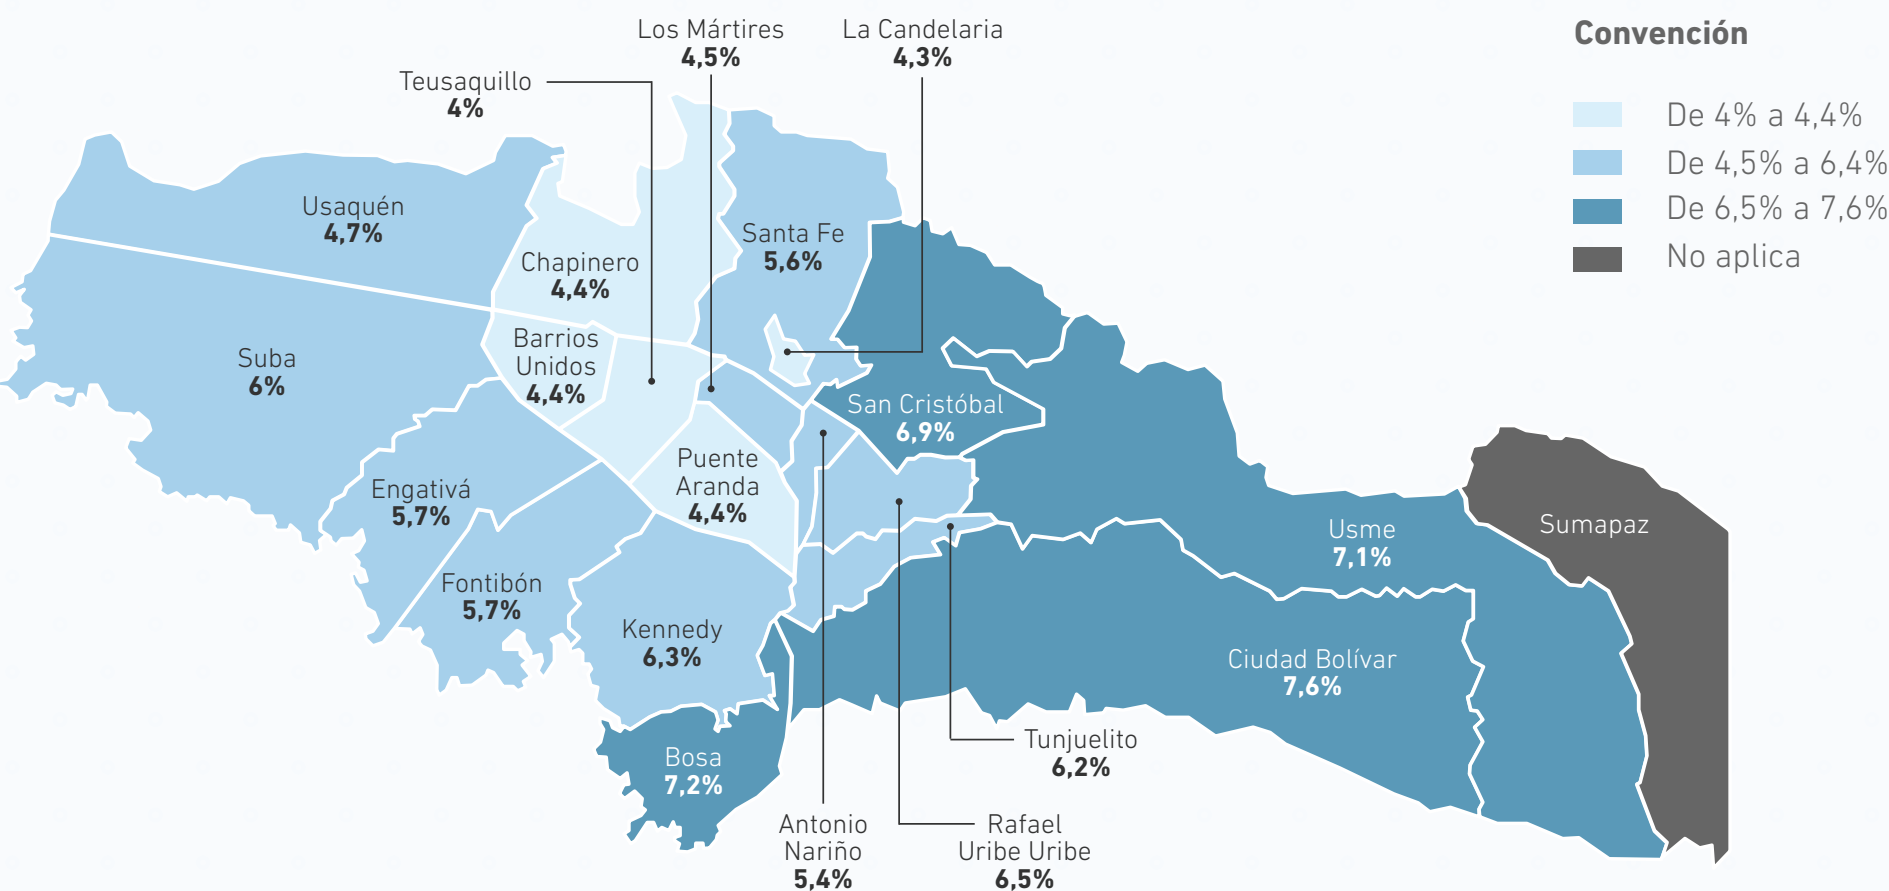 Los Mártires
4,5%
La Candelaria
4,3%
Convención
De 4% a 4,4%
De 4,5% a 6,4%
De 6,5% a 7,6%
No aplica
Teusaquillo
4%
Usaquén
4,7%
Chapinero
4,4%
Santa Fe
5,6%
Barrios
Unidos
4,4%
Suba
6%
San Cristóbal
6,9%
Puente
Aranda
4,4%
Engativá
5,7%
Fontibón
5,7%
Usme
7,1%
Sumapaz
Kennedy
6,3%
Ciudad Bolívar
7,6%
Bosa
7,2%
Tunjuelito
6,2%
Antonio
Nariño
5,4%
Rafael
Uribe Uribe
6,5%